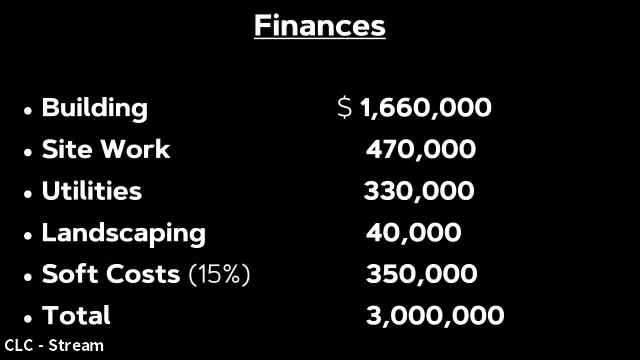 Finances
• Building $ 1,660,000
• Site Work 470,000
• Utilities 330,000
• Landscaping 40,000
• Soft Costs (15%) 350,000
• Total 3,000,000
CLC - Stream